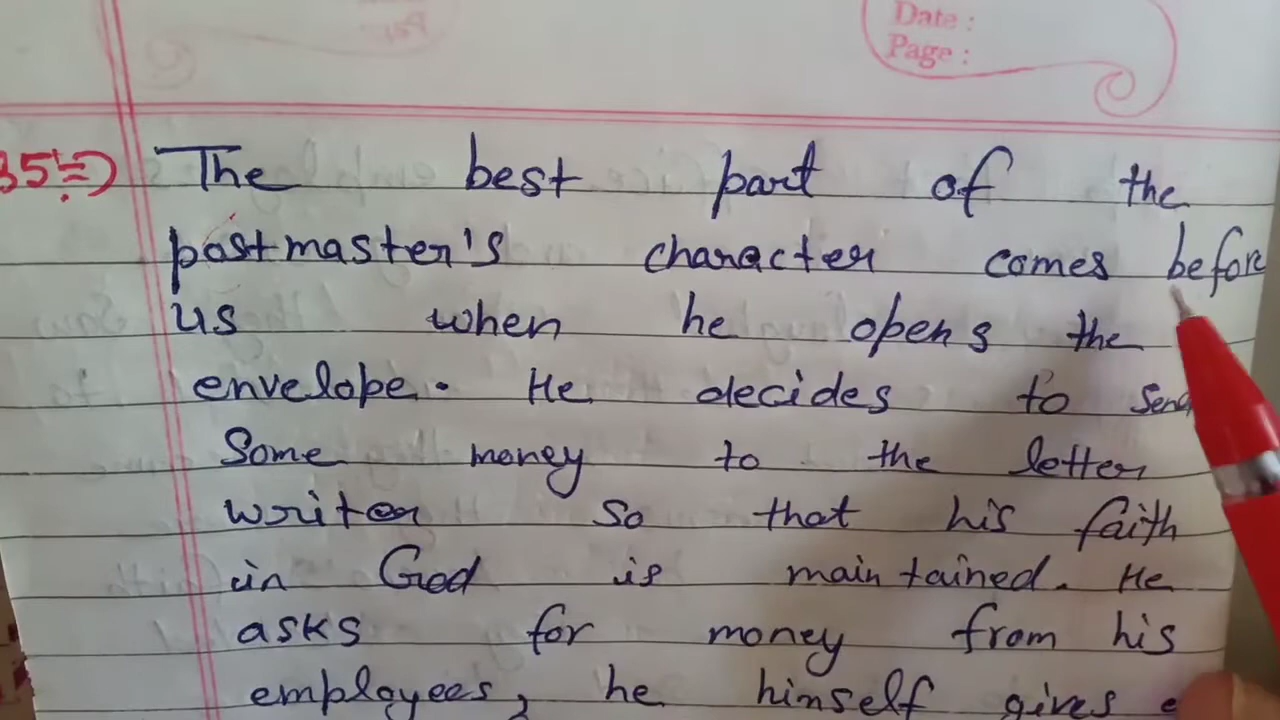 Date :
Page :
35 ⇒ The best part of the
postmaster's character comes before
us when he opens the
envelope. He decides to send
Some money to the letter
writer so that his faith
in God is maintained. He
asks for money from his
employees, he himself gives